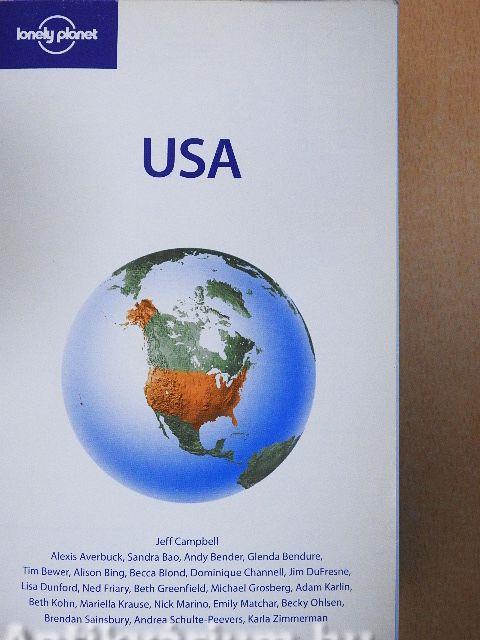 lonely planet
USA
Jeff Campbell
Alexis Averbuck, Sandra Bao, Andy Bender, Glenda Bendure,
Tim Bewer, Alison Bing, Becca Blond, Dominique Channell, Jim DuFresne,
Lisa Dunford, Ned Friary, Beth Greenfield, Michael Grosberg, Adam Karlin,
Beth Kohn, Mariella Krause, Nick Marino, Emily Matchar, Becky Ohlsen,
Brendan Sainsbury, Andrea Schulte-Peevers, Karla Zimmerman